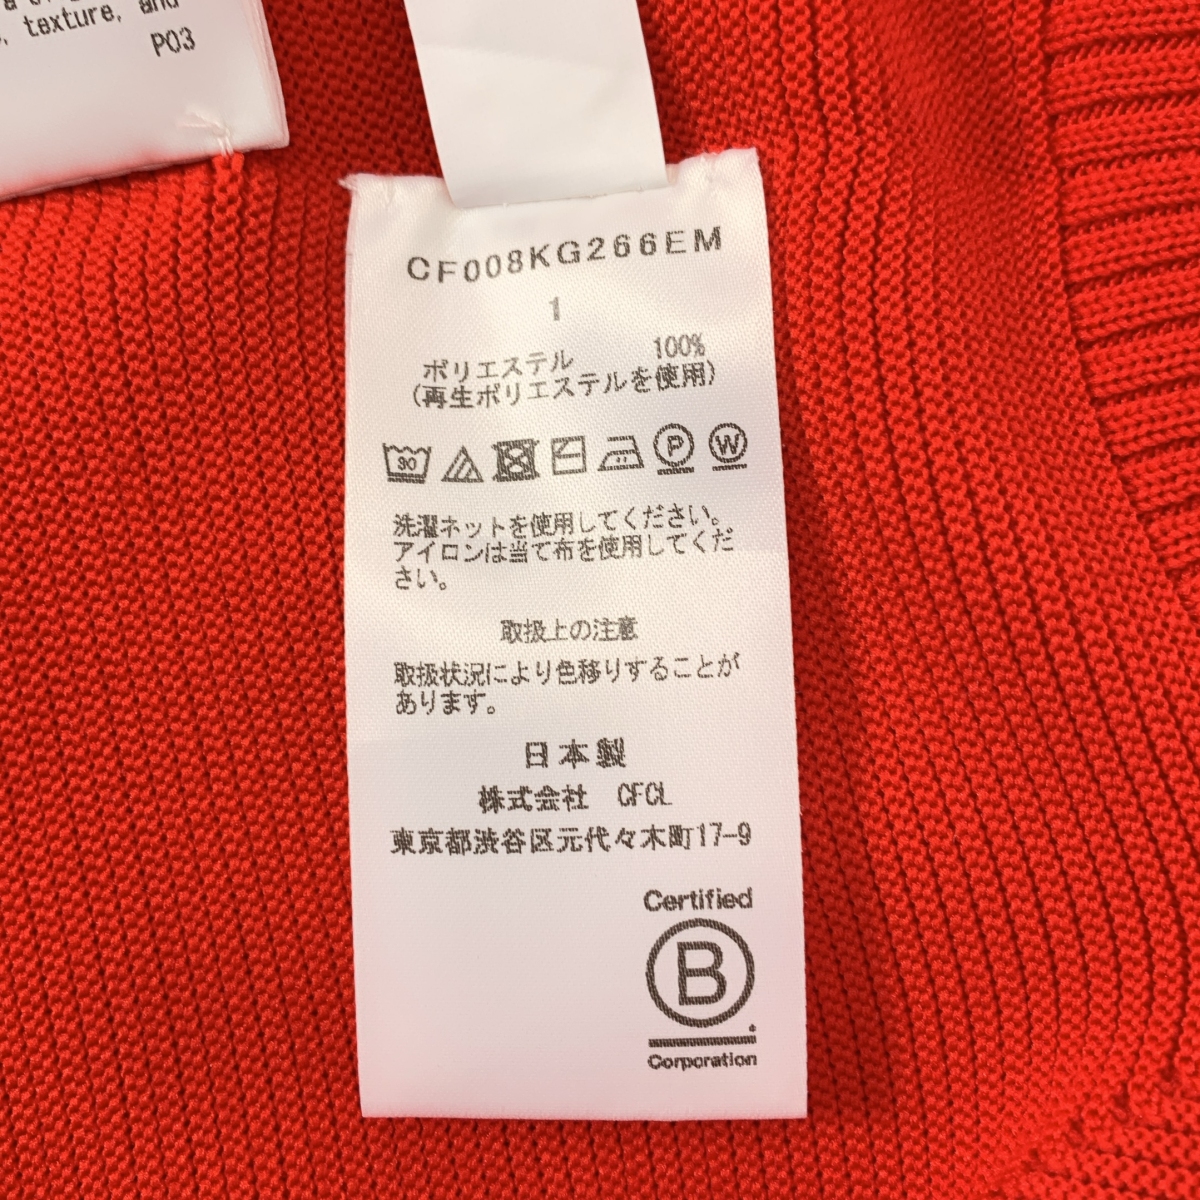 texture, and
P03
CF008KG266EM
1
ポリエステル 100%
(再生ポリエステルを使用)
30
P
W
洗濯ネットを使用してください。
アイロンは当て布を使用してくだ
さい。
取扱上の注意
取扱状況により色移りすることが
あります。
日本製
株式会社 CFCL
東京都渋谷区元代々木町17-9
Certified
B
Corporation